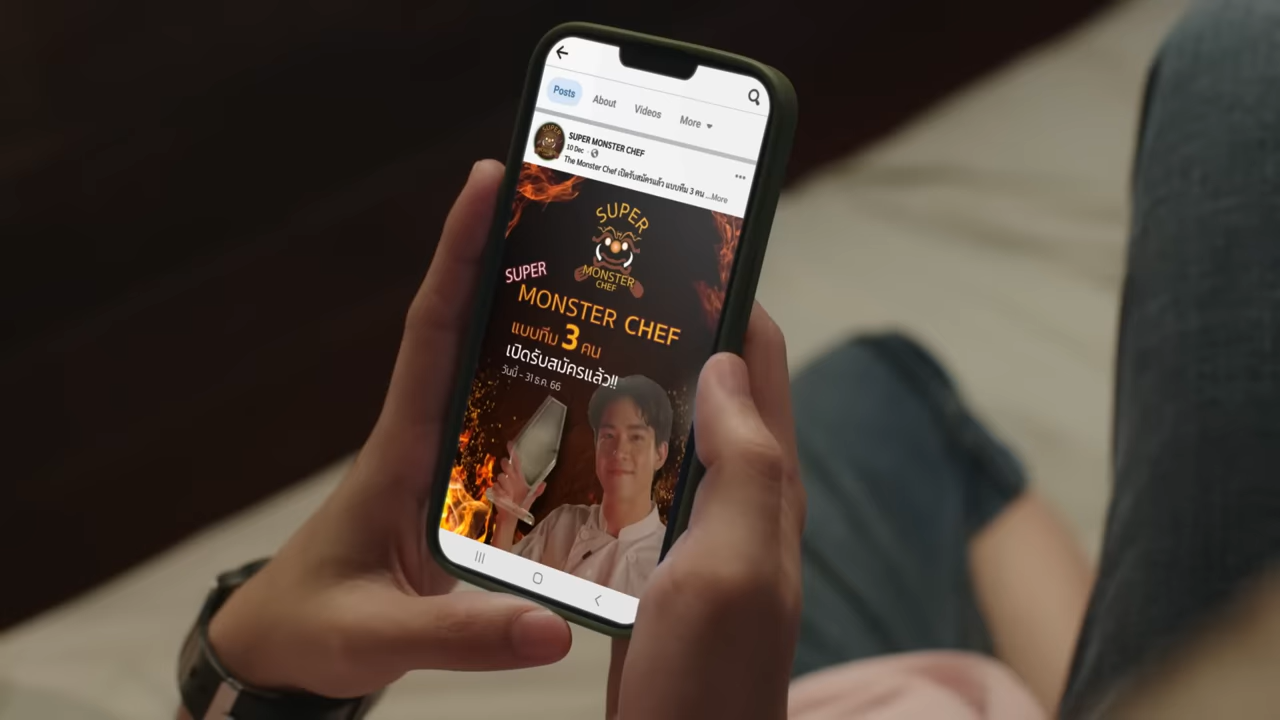 Posts About Videos More
SUPER MONSTER CHEF
10 Dec
The Monster Chef เปิดรับสมัครแล้ว แบบทีม 3 คน ...More
SUPER
MONSTER
CHEF
SUPER
MONSTER CHEF
แบบทีม 3 คน
เปิดรับสมัครแล้ว!!
วันนี้ - 31 ธ.ค. 66